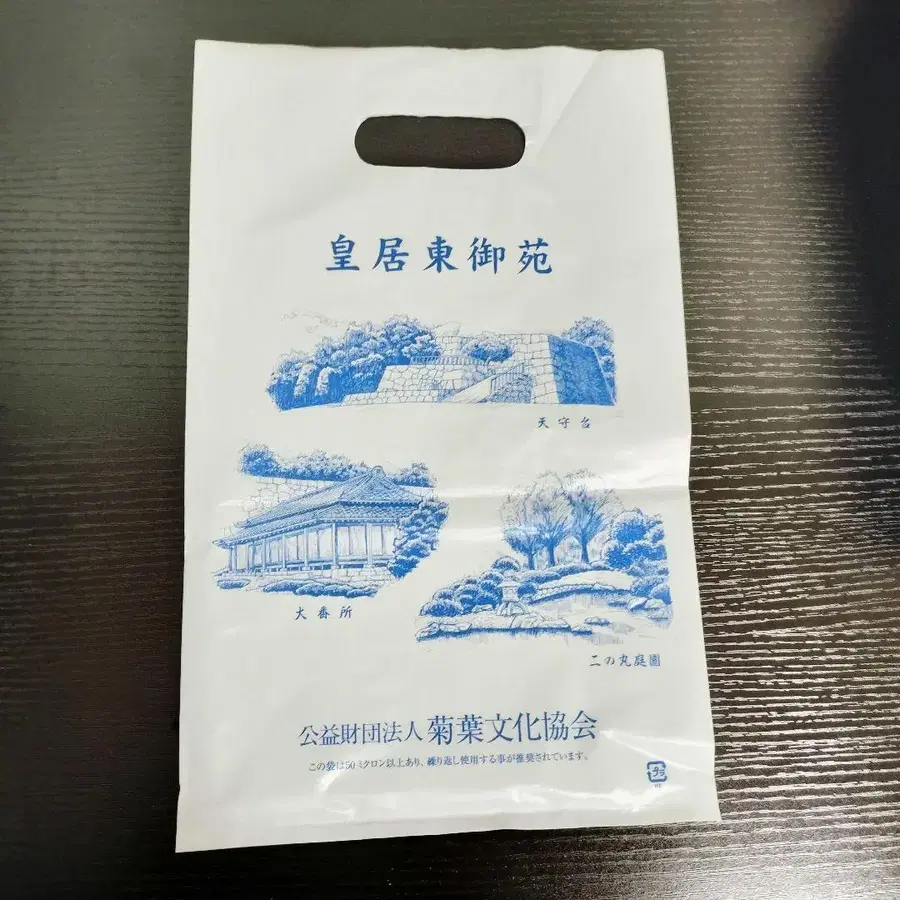 皇居東御苑
天守台
大番所
二の丸庭園
公益財団法人 菊葉文化協会
この袋は50ミクロン以上あり、繰り返し使用する事が推奨されています。
プラ
PE